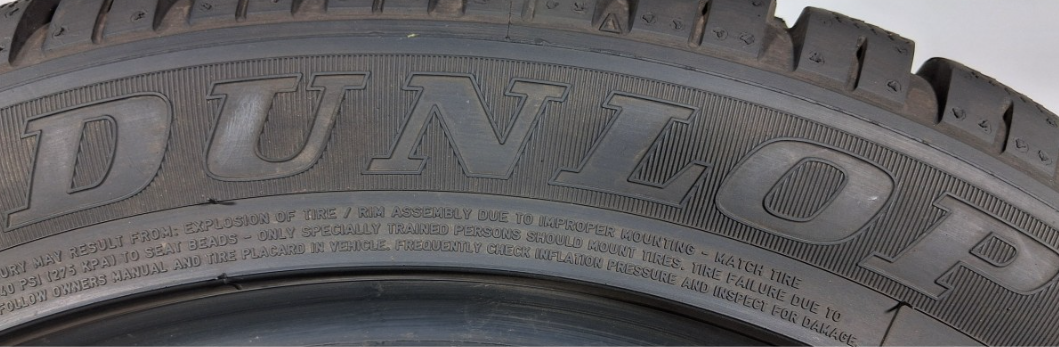 DUNLOP
URY MAY RESULT FROM: EXPLOSION OF TIRE / RIM ASSEMBLY DUE TO IMPROPER MOUNTING - MATCH TIRE
40 PSI (275 KPA) TO SEAT BEADS - ONLY SPECIALLY TRAINED PERSONS SHOULD MOUNT TIRES. TIRE FAILURE DUE TO
FOLLOW OWNERS MANUAL AND TIRE PLACARD IN VEHICLE. FREQUENTLY CHECK INFLATION PRESSURE AND INSPECT FOR DAMAGE.